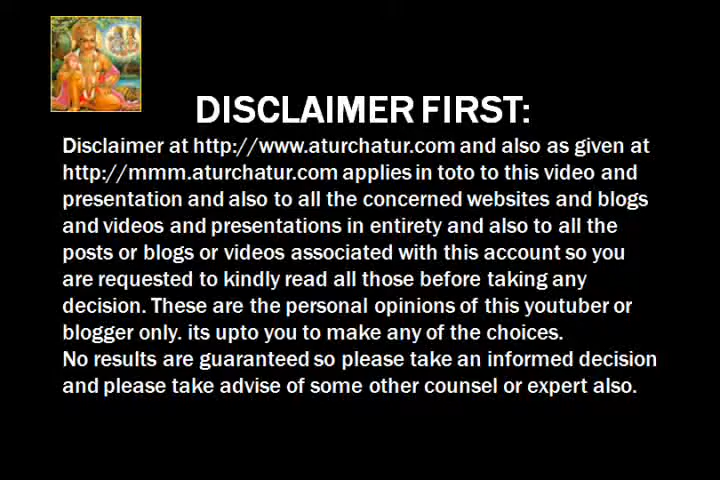 DISCLAIMER FIRST:
Disclaimer at http://www.aturchatur.com and also as given at
http://mmm.aturchatur.com applies in toto to this video and
presentation and also to all the concerned websites and blogs
and videos and presentations in entirety and also to all the
posts or blogs or videos associated with this account so you
are requested to kindly read all those before taking any
decision. These are the personal opinions of this youtuber or
blogger only. its upto you to make any of the choices.
No results are guaranteed so please take an informed decision
and please take advise of some other counsel or expert also.